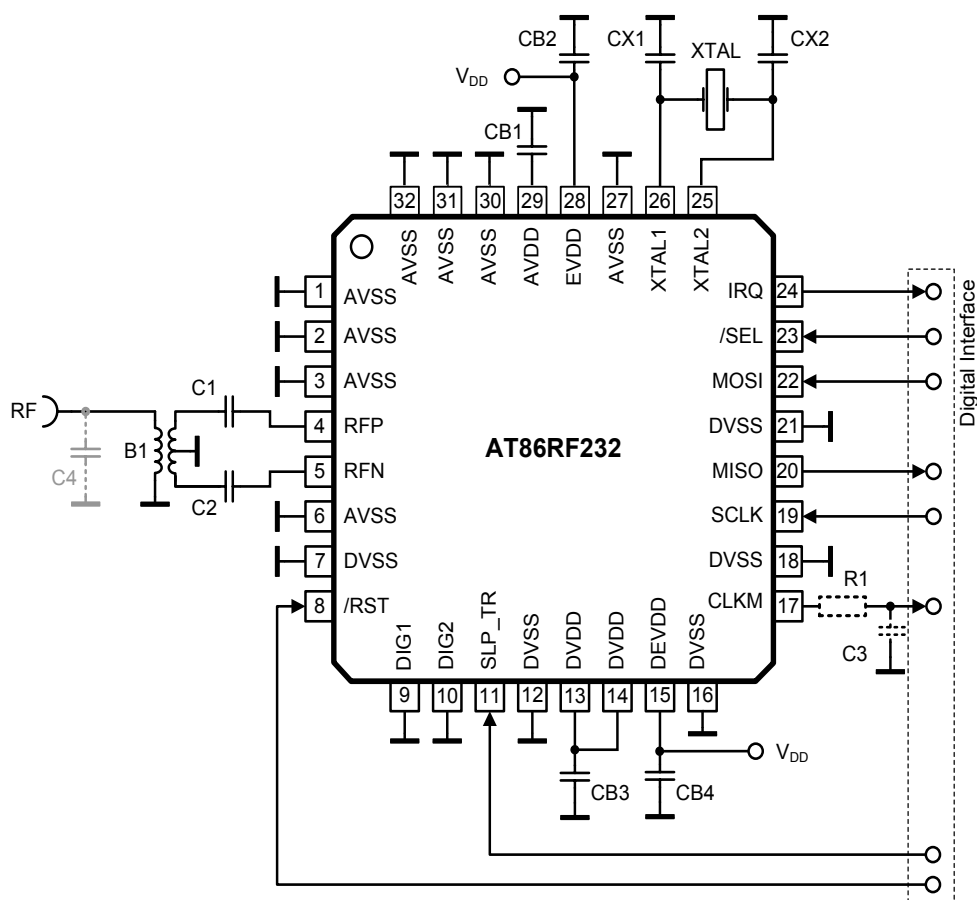 CB2
CX1
XTAL
CX2
VDD
CB1
32 31 30 29 28 27 26 25
AVSS
AVSS
AVSS
AVDD
EVDD
AVSS
XTAL1
XTAL2
1 AVSS
2 AVSS
3 AVSS
4 RFP
5 RFN
6 AVSS
7 DVSS
8 /RST
RF
C4
B1
C1
C2
AT86RF232
IRQ 24
/SEL 23
MOSI 22
DVSS 21
MISO 20
SCLK 19
DVSS 18
CLKM 17
R1
C3
Digital Interface
DIG1
DIG2
SLP_TR
DVSS
DVDD
DVDD
DEVDD
DVSS
9 10 11 12 13 14 15 16
CB3
CB4
VDD